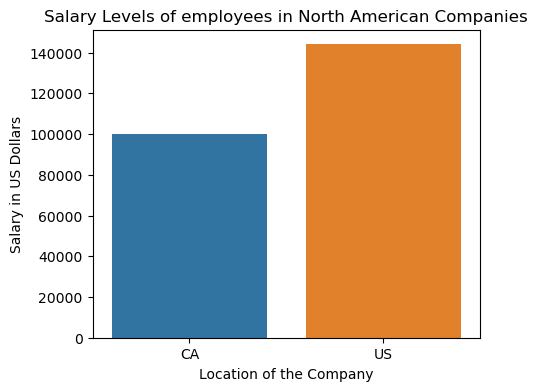 Salary Levels of employees in North American Companies
Salary in US Dollars
140000
120000
100000
80000
60000
40000
20000
0
CA
US
Location of the Company